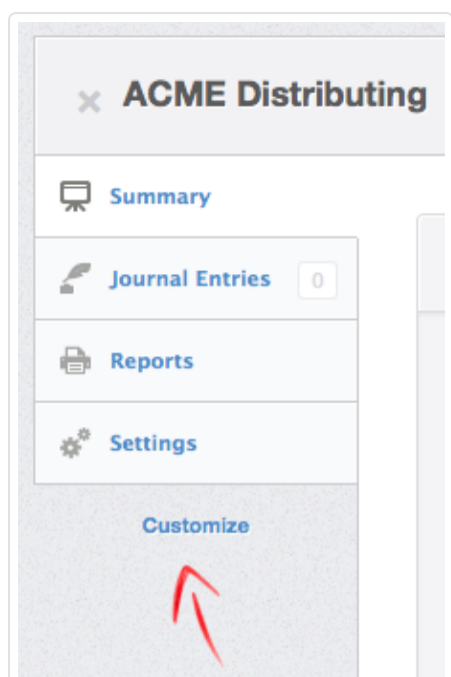 ACME Distributing
Summary
Journal Entries 0
Reports
Settings
Customize